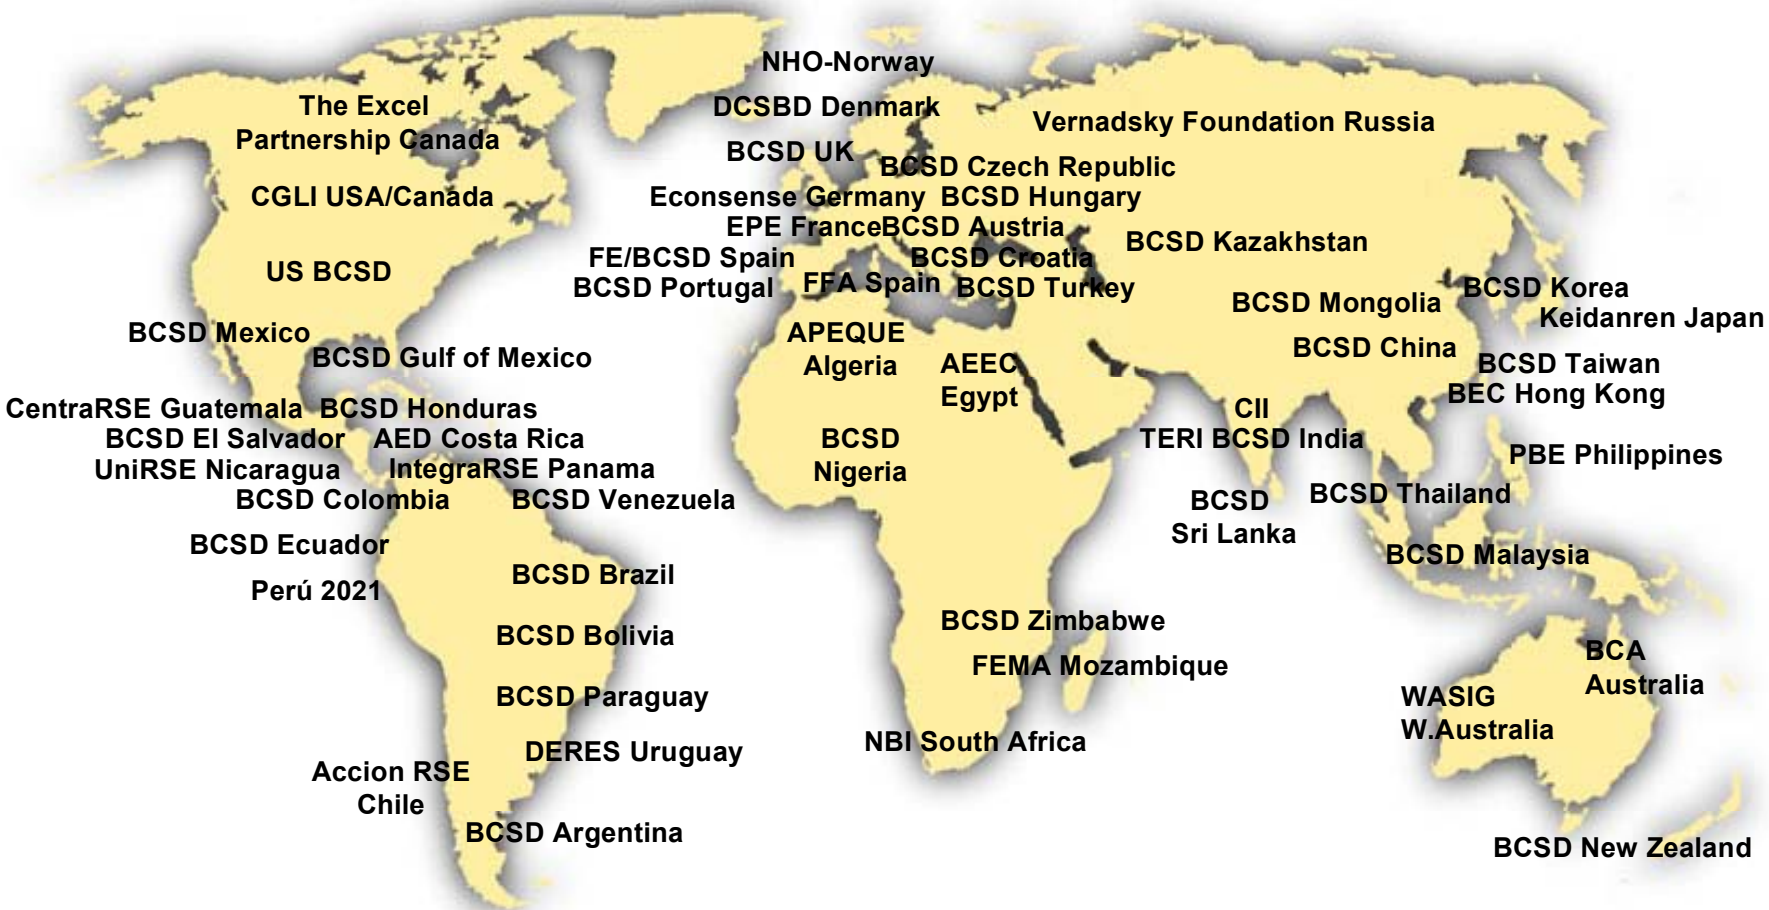 NHO-Norway
The Excel
Partnership Canada
DCSBD Denmark
Vernadsky Foundation Russia
BCSD UK
BCSD Czech Republic
CGLI USA/Canada
Econsense Germany
BCSD Hungary
EPE France
BCSD Austria
BCSD Kazakhstan
US BCSD
FE/BCSD Spain
BCSD Croatia
BCSD Portugal
FFA Spain
BCSD Turkey
BCSD Mongolia
BCSD Korea
Keidanren Japan
BCSD Mexico
BCSD Gulf of Mexico
APEQUE
Algeria
AEEC
Egypt
BCSD China
BCSD Taiwan
BEC Hong Kong
CentraRSE Guatemala
BCSD Honduras
CII
TERI BCSD India
BCSD El Salvador
AED Costa Rica
BCSD
Nigeria
PBE Philippines
UniRSE Nicaragua
IntegraRSE Panama
BCSD Colombia
BCSD Venezuela
BCSD
Sri Lanka
BCSD Thailand
BCSD Ecuador
BCSD Malaysia
BCSD Brazil
Perú 2021
BCSD Bolivia
BCSD Zimbabwe
FEMA Mozambique
BCA
Australia
BCSD Paraguay
WASIG
W.Australia
NBI South Africa
DERES Uruguay
Accion RSE
Chile
BCSD Argentina
BCSD New Zealand